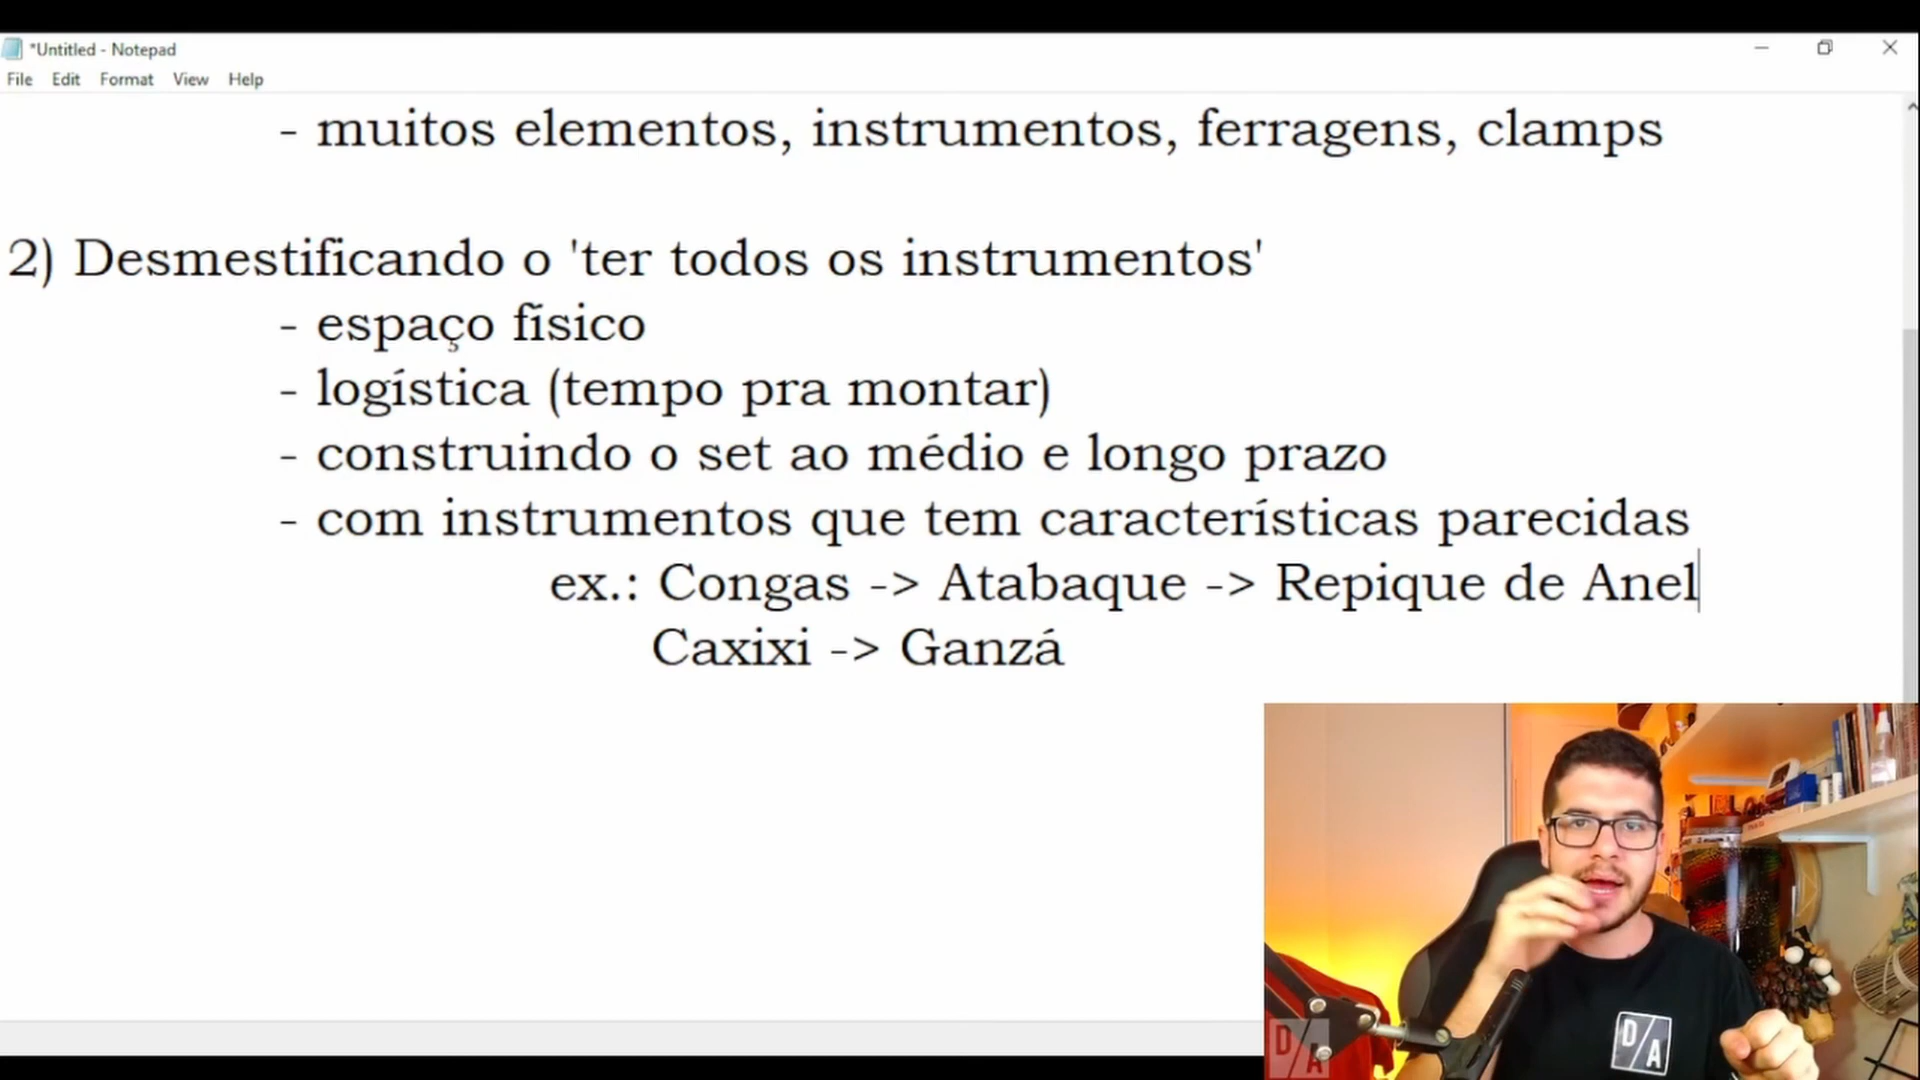 *Untitled - Notepad
File Edit Format View Help
- muitos elementos, instrumentos, ferragens, clamps
2) Desmestificando o 'ter todos os instrumentos'
- espaço físico
- logística (tempo pra montar)
- construindo o set ao médio e longo prazo
- com instrumentos que tem características parecidas
ex.: Congas -> Atabaque -> Repique de Anel
Caxixi -> Ganzá
D/A
D/A